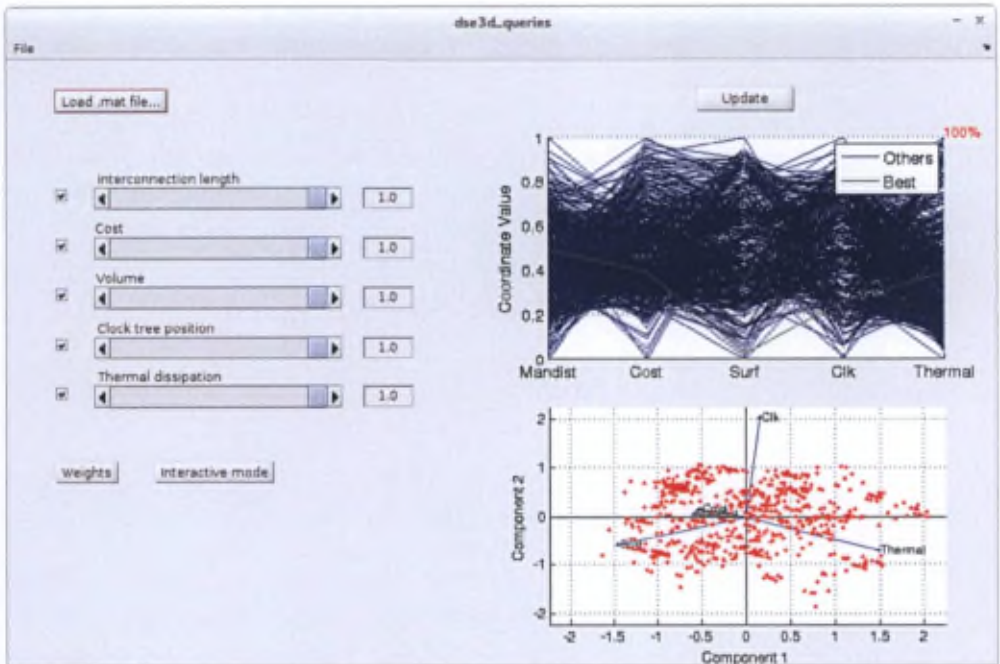 dse3d_queries
File
Load .mat file...
Update
Interconnection length
1.0
Cost
1.0
Volume
1.0
Clock tree position
1.0
Thermal dissipation
1.0
Weights
Interactive mode
100%
Others
Best
Coordinate Value
1
0.8
0.6
0.4
0.2
0
Mandist Cost Surf Clk Thermal
Component 2
2
1
0
-1
-2
Clk
Thermal
-2 -1.5 -1 -0.5 0 0.5 1 1.5 2
Component 1